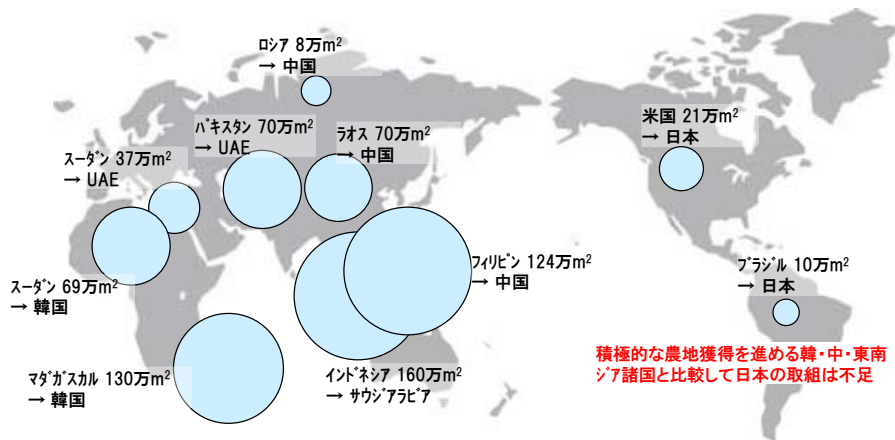 ロシア 8万m²
→ 中国
パキスタン 70万m²
→ UAE
ラオス 70万m²
→ 中国
米国 21万m²
→ 日本
スーダン 37万m²
→ UAE
フィリピン 124万m²
→ 中国
ブラジル 10万m²
→ 日本
スーダン 69万m²
→ 韓国
積極的な農地獲得を進める韓・中・東南
ジア諸国と比較して日本の取組は不足
マダガスカル 130万m²
→ 韓国
インドネシア 160万m²
→ サウジアラビア